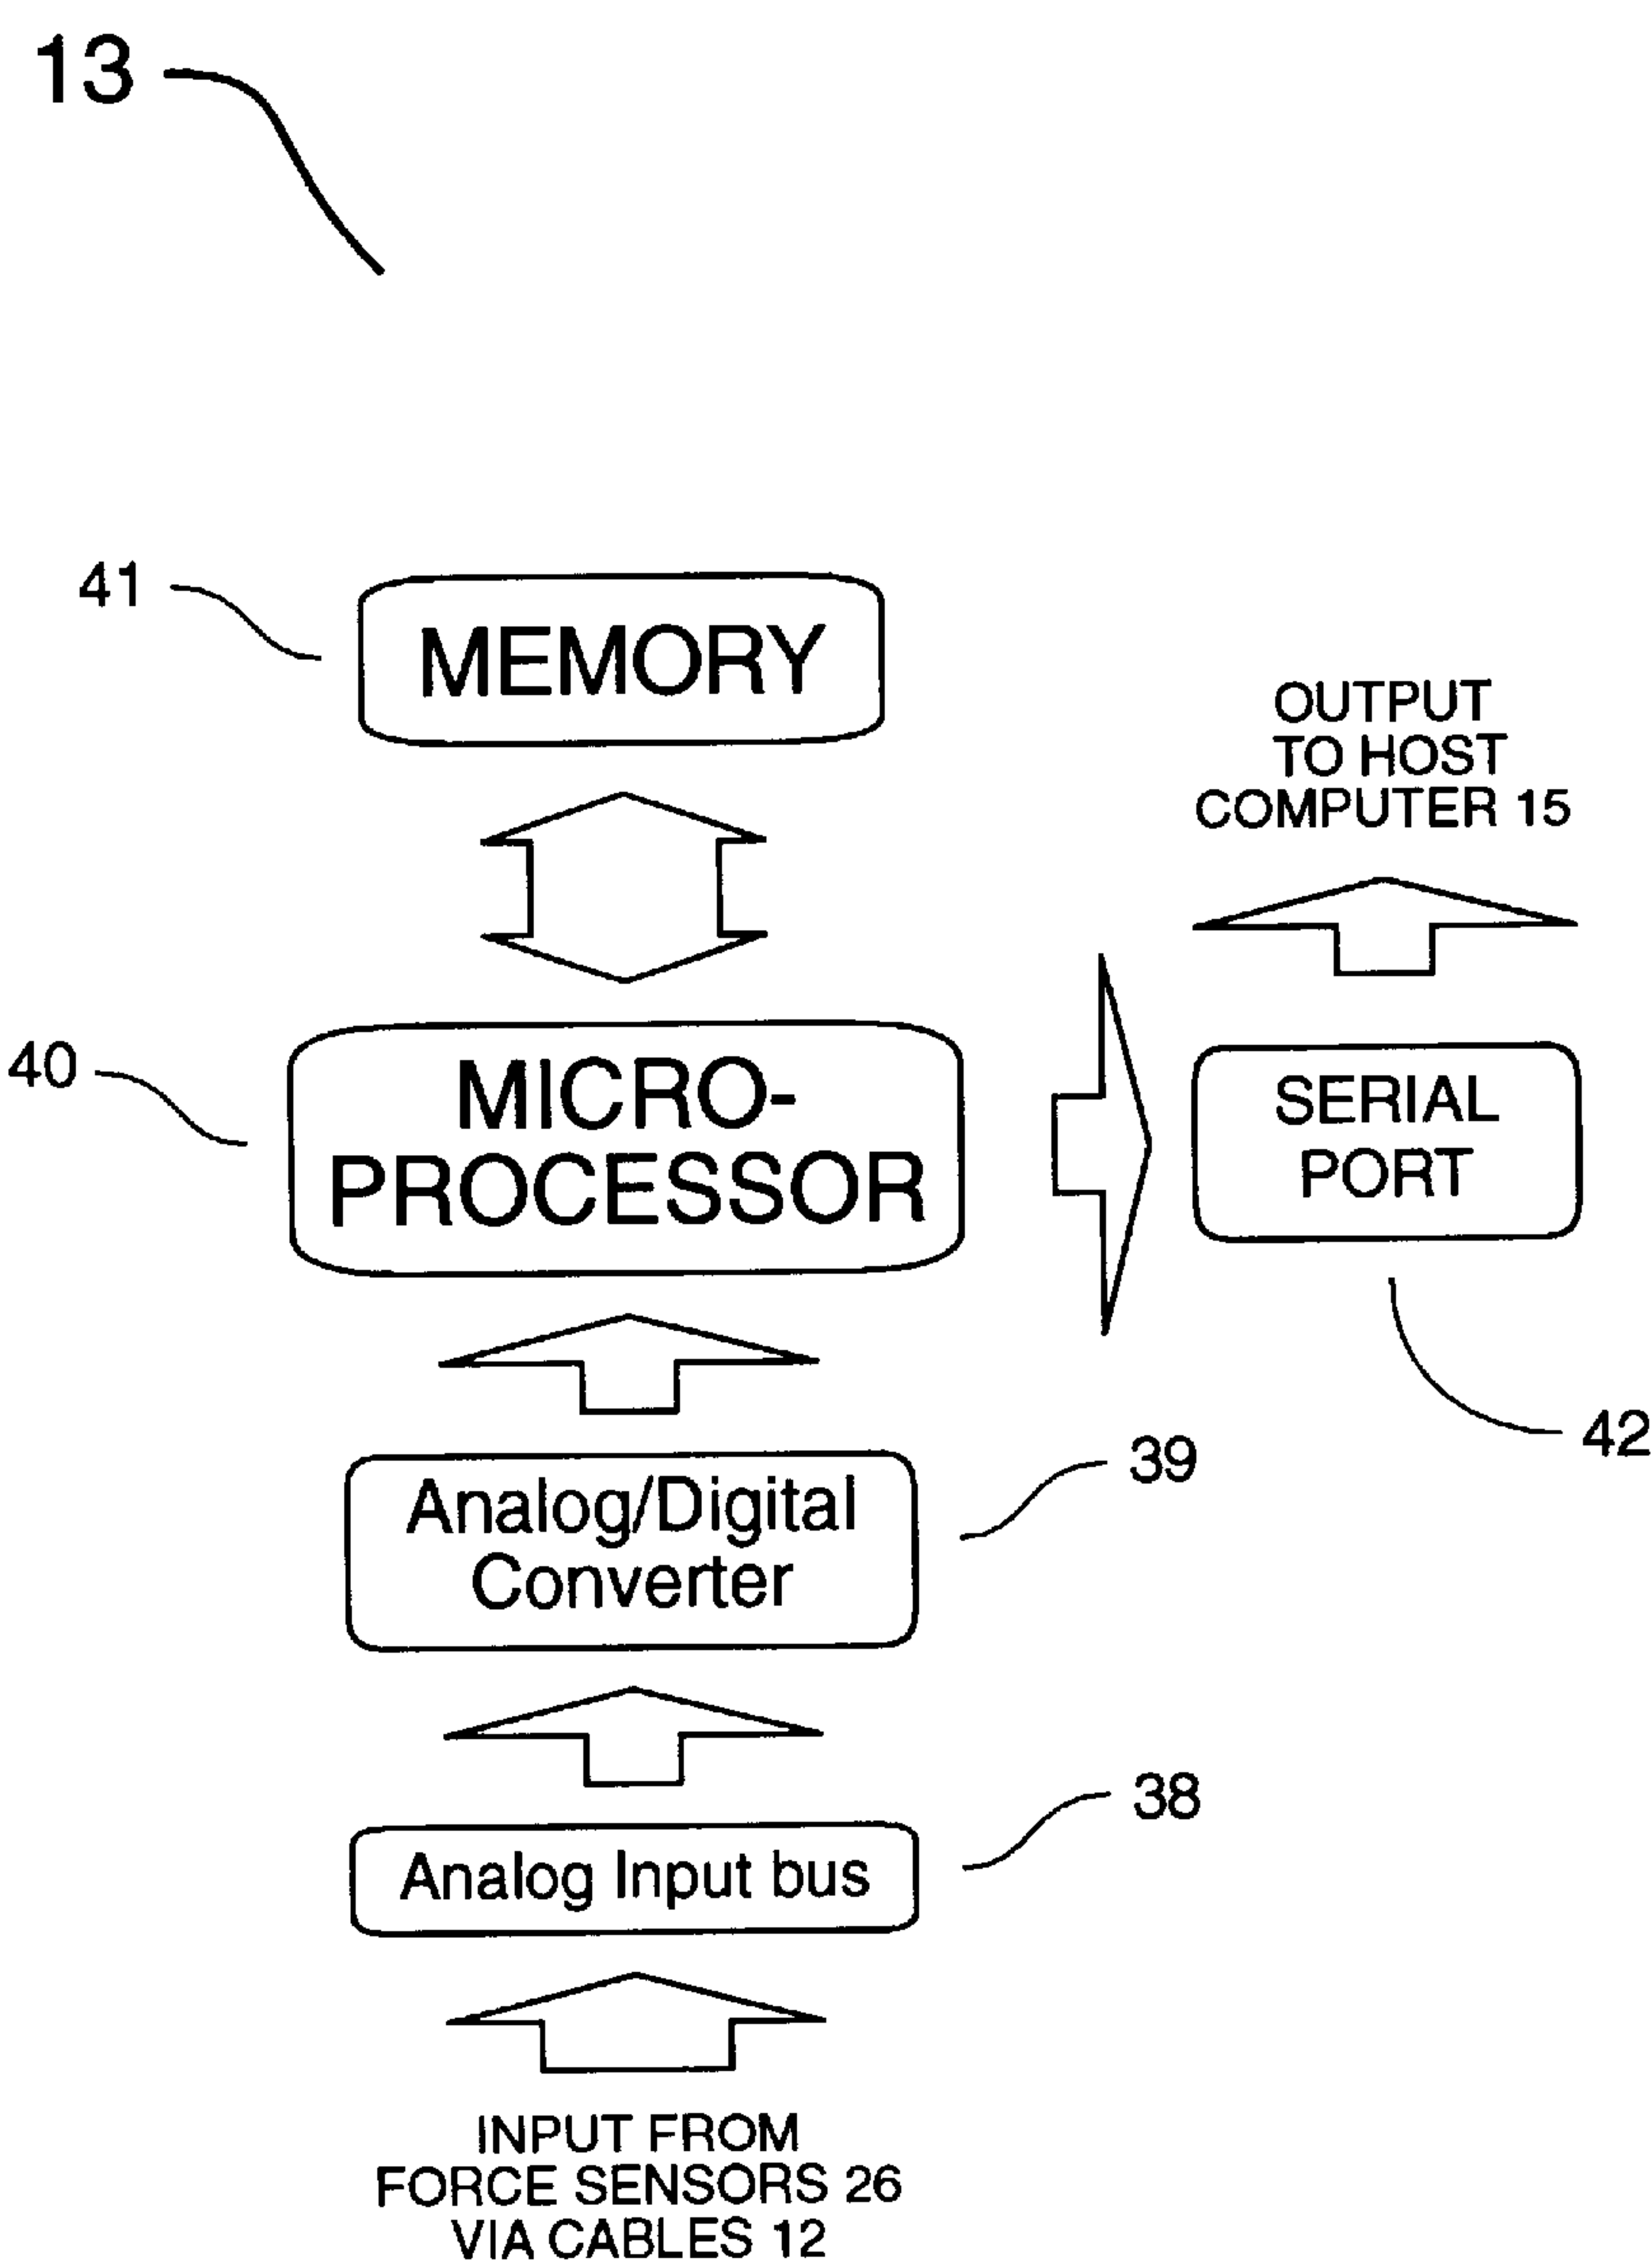 13
41
MEMORY
OUTPUT
TO HOST
COMPUTER 15
40
MICRO-
PROCESSOR
SERIAL
PORT
42
39
Analog/Digital
Converter
38
Analog Input bus
INPUT FROM
FORCE SENSORS 26
VIA CABLES 12